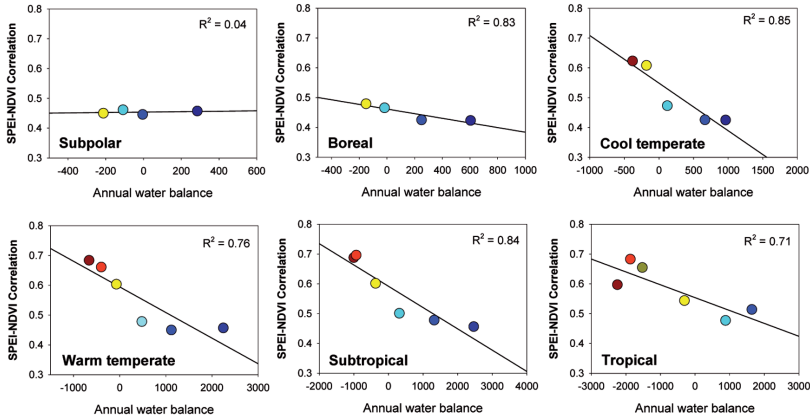 R² = 0.04
SPEI-NDVI Correlation
0.8
0.7
0.6
0.5
0.4
0.3
Subpolar
-400 -200 0 200 400 600
Annual water balance
R² = 0.83
SPEI-NDVI Correlation
0.8
0.7
0.6
0.5
0.4
0.3
Boreal
-400 -200 0 200 400 600 800 1000
Annual water balance
R² = 0.85
SPEI-NDVI Correlation
0.8
0.7
0.6
0.5
0.4
0.3
Cool temperate
-1000 -500 0 500 1000 1500 2000
Annual water balance
R² = 0.76
SPEI-NDVI Correlation
0.8
0.7
0.6
0.5
0.4
0.3
Warm temperate
-1000 0 1000 2000 3000
Annual water balance
R² = 0.84
SPEI-NDVI Correlation
0.8
0.7
0.6
0.5
0.4
0.3
Subtropical
-2000 -1000 0 1000 2000 3000 4000
Annual water balance
R² = 0.71
SPEI-NDVI Correlation
0.8
0.7
0.6
0.5
0.4
0.3
Tropical
-3000 -2000 -1000 0 1000 2000 3000
Annual water balance